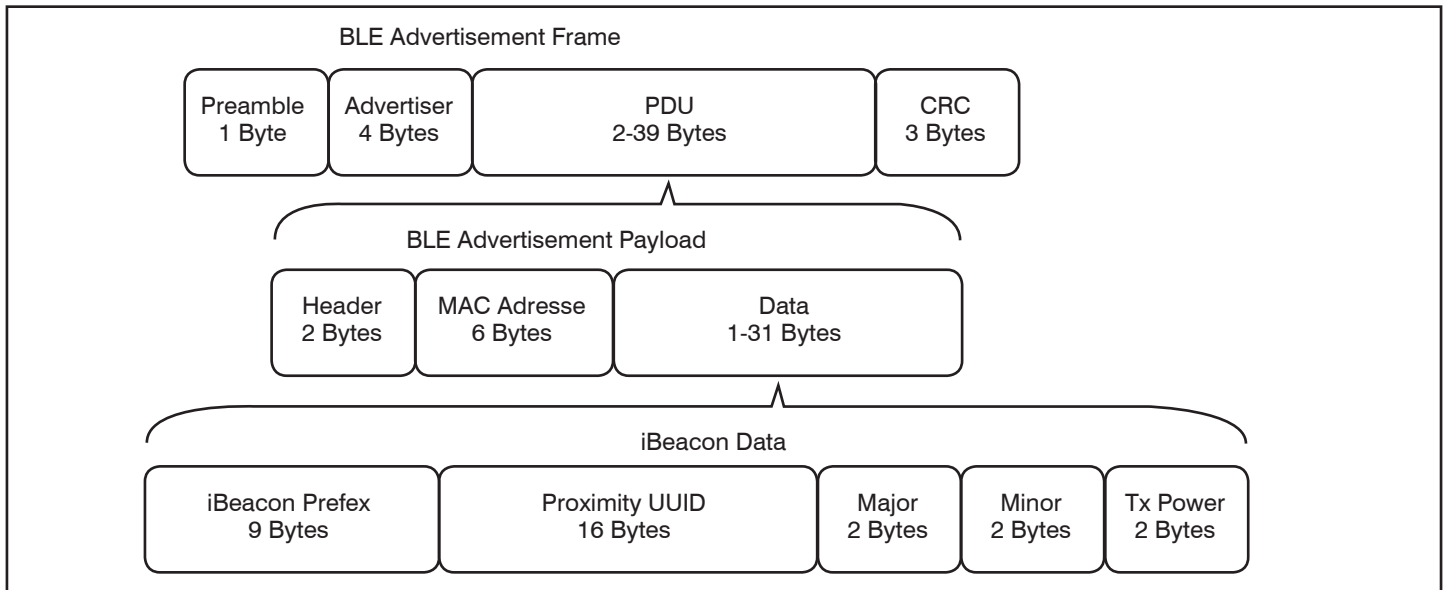 BLE Advertisement Frame
Preamble
1 Byte
Advertiser
4 Bytes
PDU
2-39 Bytes
CRC
3 Bytes
BLE Advertisement Payload
Header
2 Bytes
MAC Adresse
6 Bytes
Data
1-31 Bytes
iBeacon Data
iBeacon Prefex
9 Bytes
Proximity UUID
16 Bytes
Major
2 Bytes
Minor
2 Bytes
Tx Power
2 Bytes